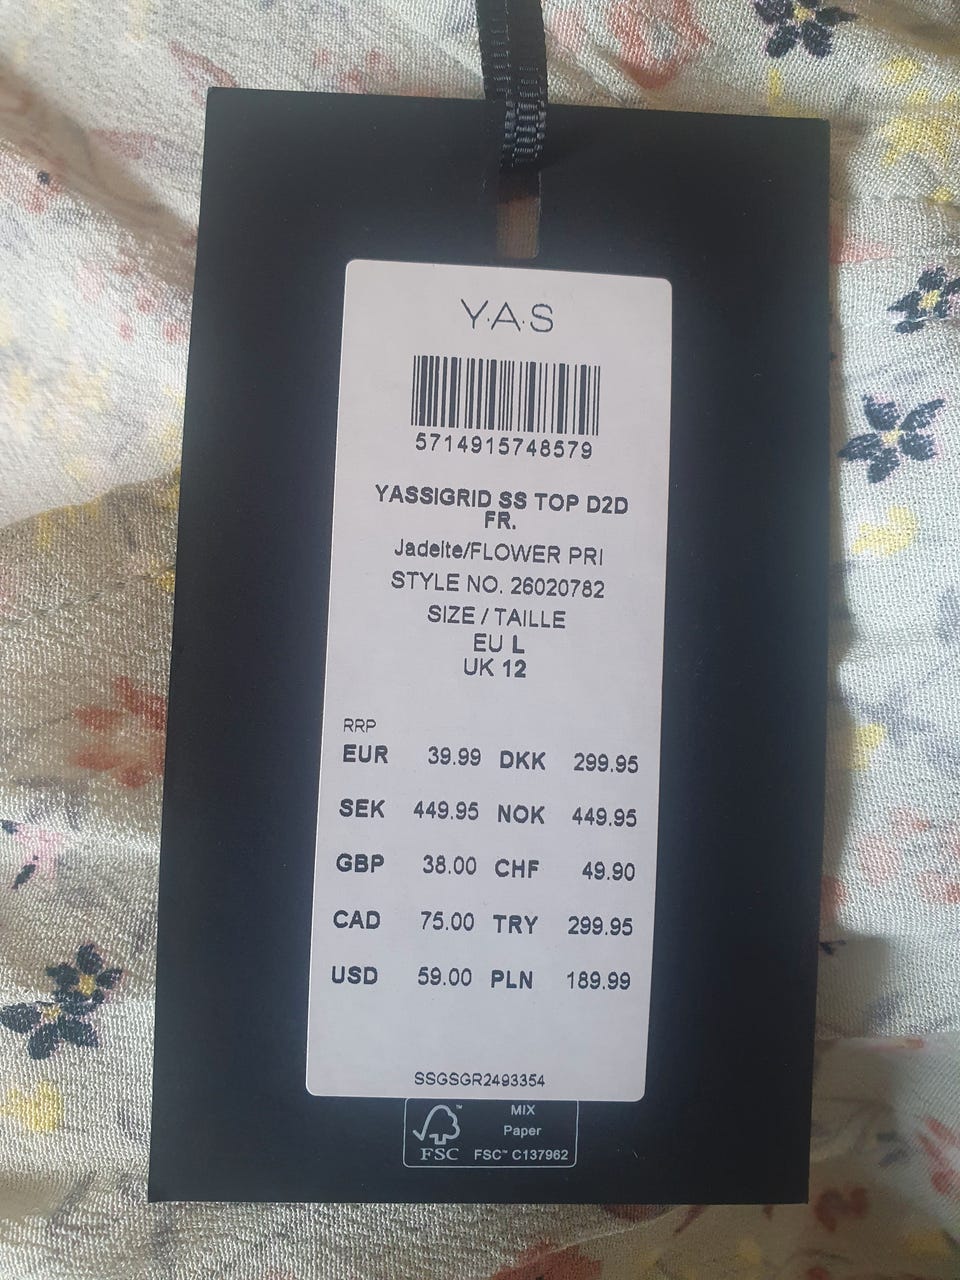 Y.A.S
5714915748579
YASSIGRID SS TOP D2D
FR.
Jadeite/FLOWER PRI
STYLE NO. 26020782
SIZE / TAILLE
EU L
UK 12
RRP
EUR 39.99 DKK 299.95
SEK 449.95 NOK 449.95
GBP 38.00 CHF 49.90
CAD 75.00 TRY 299.95
USD 59.00 PLN 189.99
SSGSGR2493354
MIX
Paper
FSC FSC™ C137962